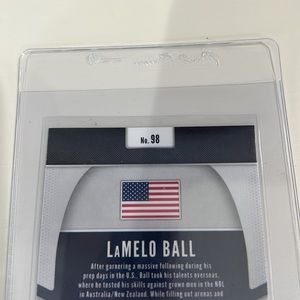 No. 98
LAMELO BALL
After garnering a massive following during his
prep days in the U.S., Ball took his talents overseas,
where he tested his skills against grown men in the NBL
in Australia/New Zealand. While filling out arenas and